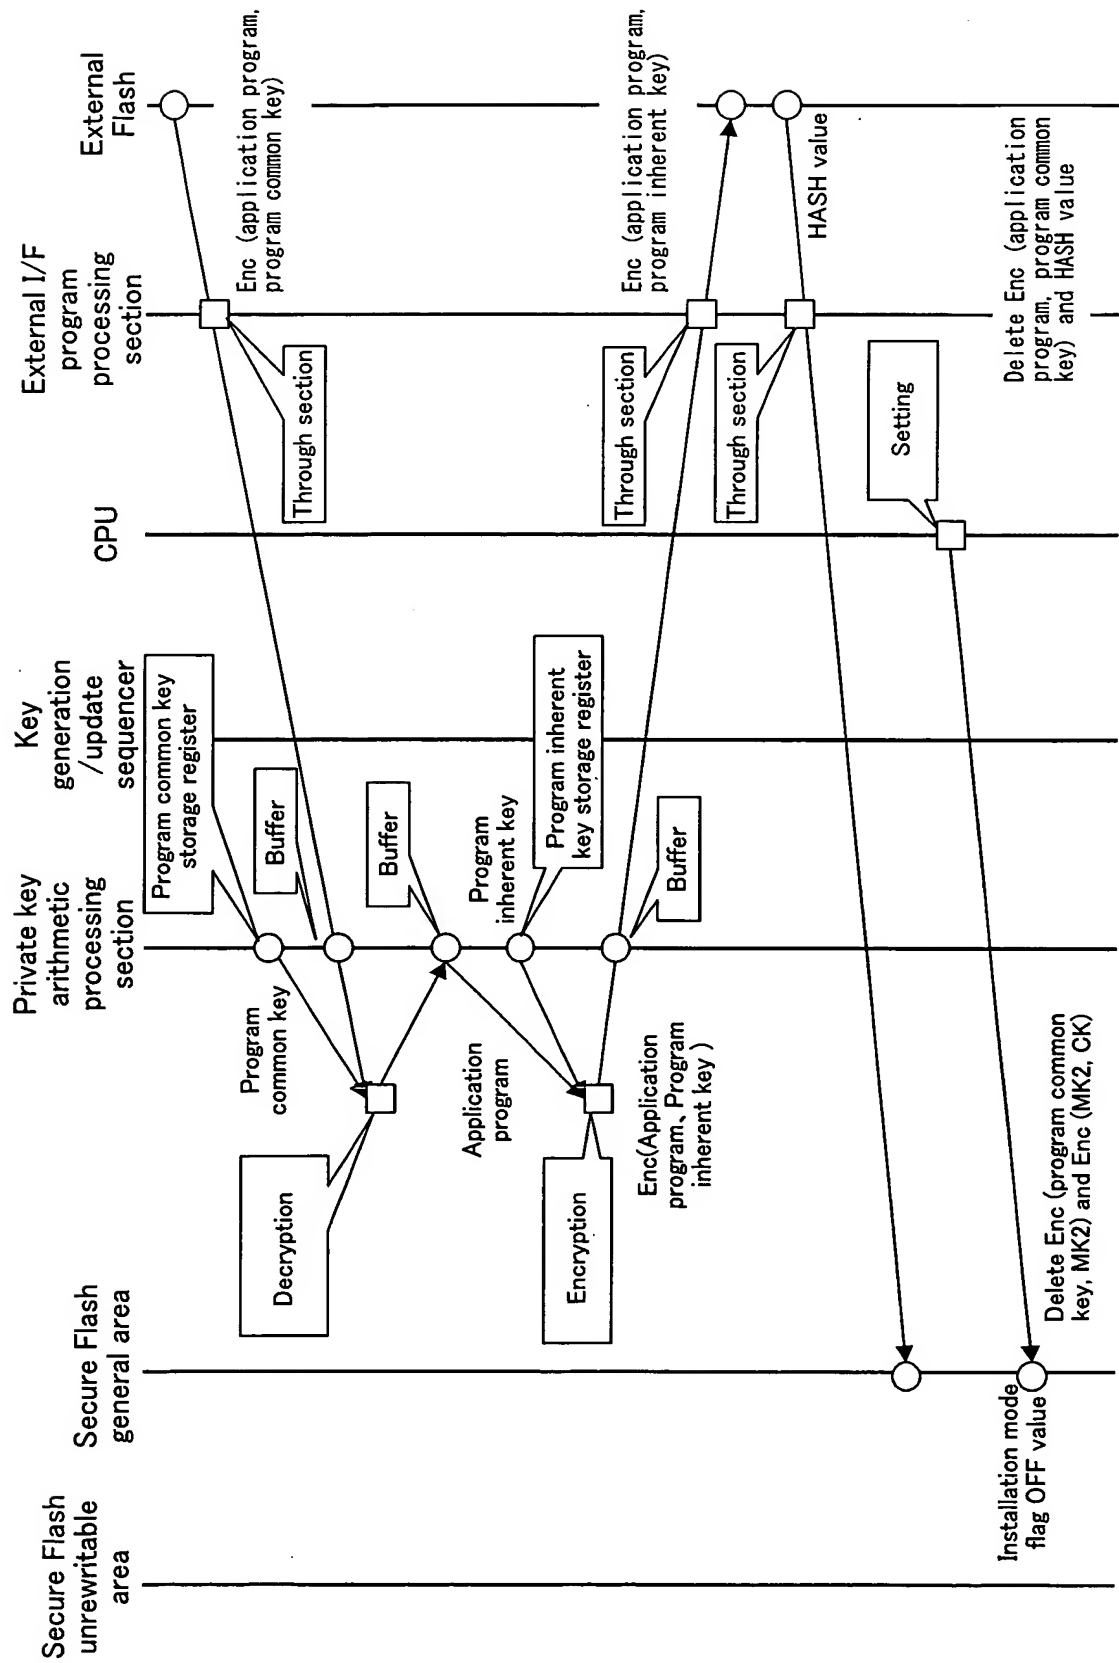 Secure Flash
unrewritable
area
Secure Flash
general area
Private key
arithmetic
processing
section
Key
generation
/update
sequencer
CPU
External I/F
program
processing
section
External
Flash
Enc (application program,
program common key)
Through section
Program common key
storage register
Buffer
Program
common key
Decryption
Buffer
Application
program
Program
inherent key
Program inherent
key storage register
Encryption
Enc(Application
program、Program
inherent key )
Buffer
Through section
Enc (application program,
program inherent key)
HASH value
Through section
Setting
Installation mode
flag OFF value
Delete Enc (program common
key, MK2) and Enc (MK2, CK)
Delete Enc (application
program, program common
key) and HASH value